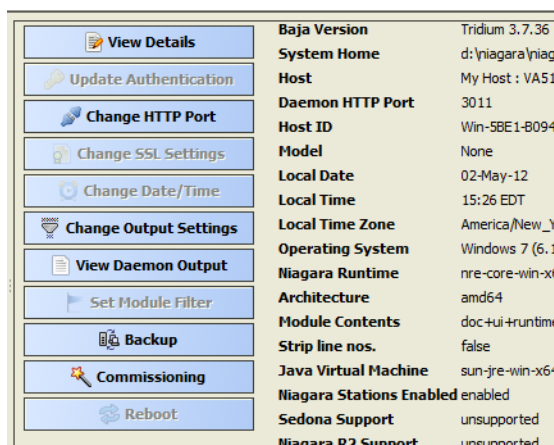 View Details
Update Authentication
Change HTTP Port
Change SSL Settings
Change Date/Time
Change Output Settings
View Daemon Output
Set Module Filter
Backup
Commissioning
Reboot
Baja Version Tridium 3.7.36
System Home d:\niagara\niag
Host My Host : VA51
Daemon HTTP Port 3011
Host ID Win-5BE1-B094
Model None
Local Date 02-May-12
Local Time 15:26 EDT
Local Time Zone America/New_Y
Operating System Windows 7 (6.1
Niagara Runtime nre-core-win-x6
Architecture amd64
Module Contents doc+ui+runtime
Strip line nos. false
Java Virtual Machine sun-jre-win-x64
Niagara Stations Enabled enabled
Sedona Support unsupported
Niagara R2 Support unsupported